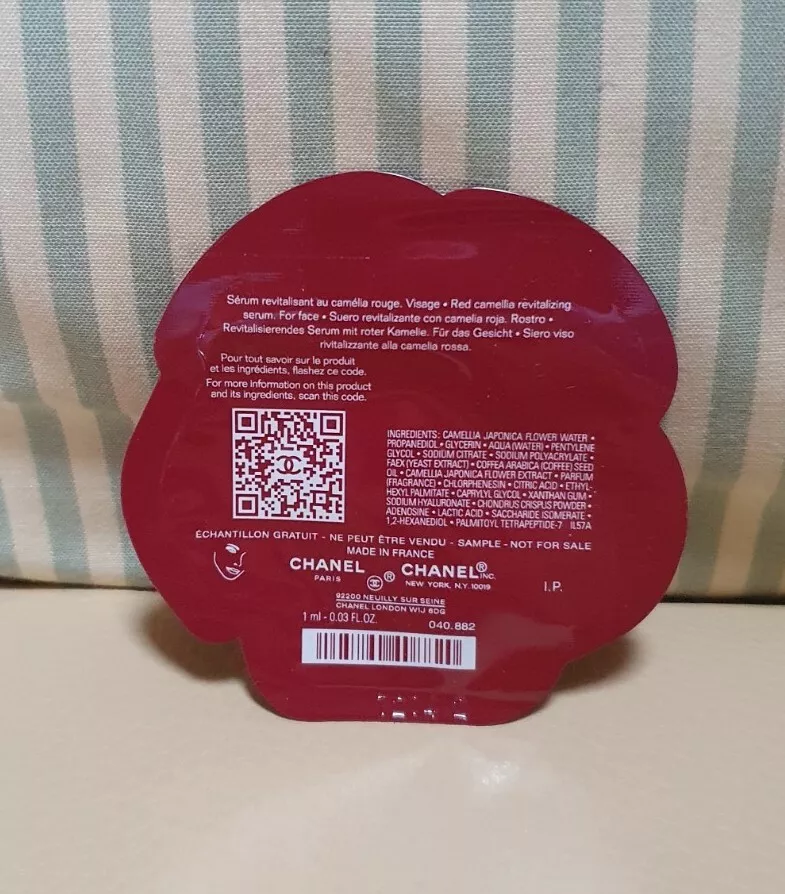 Sérum revitalisant au camélia rouge. Visage • Red camellia revitalizing
serum. For face • Suero revitalizante con camelia roja. Rostro •
Revitalisierendes Serum mit roter Kamelie. Für das Gesicht • Siero viso
rivitalizzante alla camelia rossa.
Pour tout savoir sur le produit
et les ingrédients, flashez ce code.
For more information on this product
and its ingredients, scan this code.
INGREDIENTS: CAMELLIA JAPONICA FLOWER WATER •
PROPANEDIOL • GLYCERIN • AQUA (WATER) • PENTYLENE
GLYCOL • SODIUM CITRATE • SODIUM POLYACRYLATE •
FAEX (YEAST EXTRACT) • COFFEA ARABICA (COFFEE) SEED
OIL • CAMELLIA JAPONICA FLOWER EXTRACT • PARFUM
(FRAGRANCE) • CHLORPHENESIN • CITRIC ACID • ETHYL-
HEXYL PALMITATE • CAPRYLYL GLYCOL • XANTHAN GUM •
SODIUM HYALURONATE • CHONDRUS CRISPUS POWDER •
ADENOSINE • LACTIC ACID • SACCHARIDE ISOMERATE •
1,2-HEXANEDIOL • PALMITOYL TETRAPEPTIDE-7 IL57A
ÉCHANTILLON GRATUIT - NE PEUT ÊTRE VENDU - SAMPLE - NOT FOR SALE
MADE IN FRANCE
CHANEL ® CHANEL® INC.
PARIS NEW YORK, N.Y. 10019
I.P.
92200 NEUILLY SUR SEINE
CHANEL LONDON W1J 6DG
1 ml - 0.03 FL.OZ.
040.882